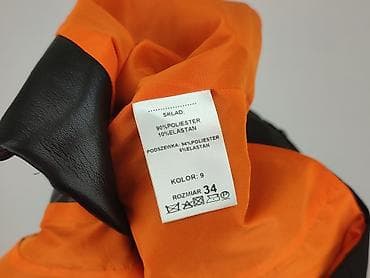 SKŁAD:
90%POLIESTER
10%ELASTAN
PODSZEWKA: 94%POLIESTER
6%ELASTAN
KOLOR: 9
ROZMIAR 34